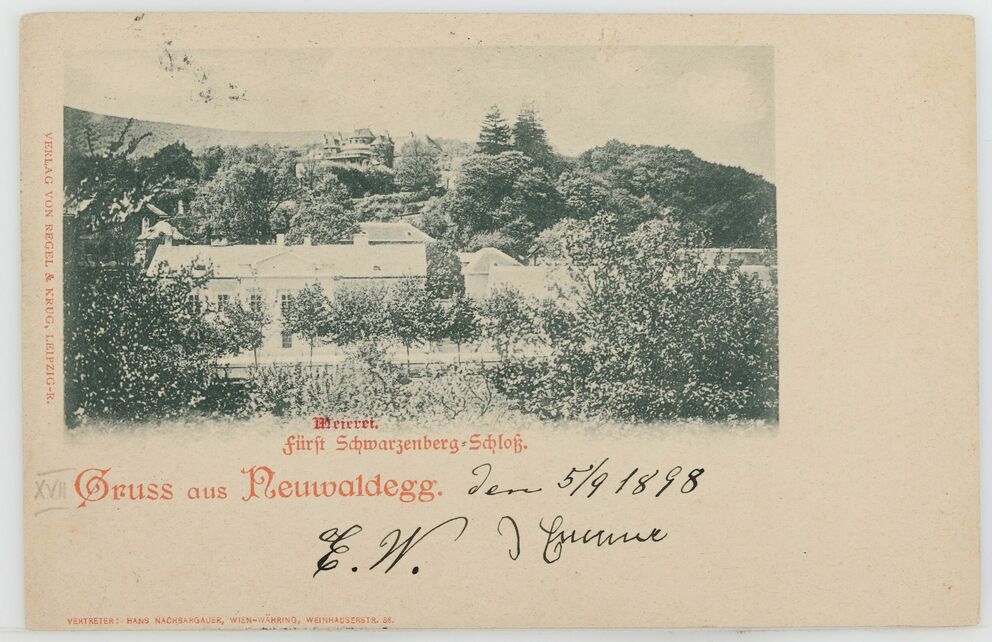 VERLAG VON REGEL & KRUG, LEIPZIG-R.
Meierei.
Fürst Schwarzenberg-Schloß.
XVII
Gruss aus Neuwaldegg. den 5/9 1898
E. W.
VERTRETER: HANS NACHBARGAUER, WIEN-WÄHRING, WEINHAUSERSTR. 36.